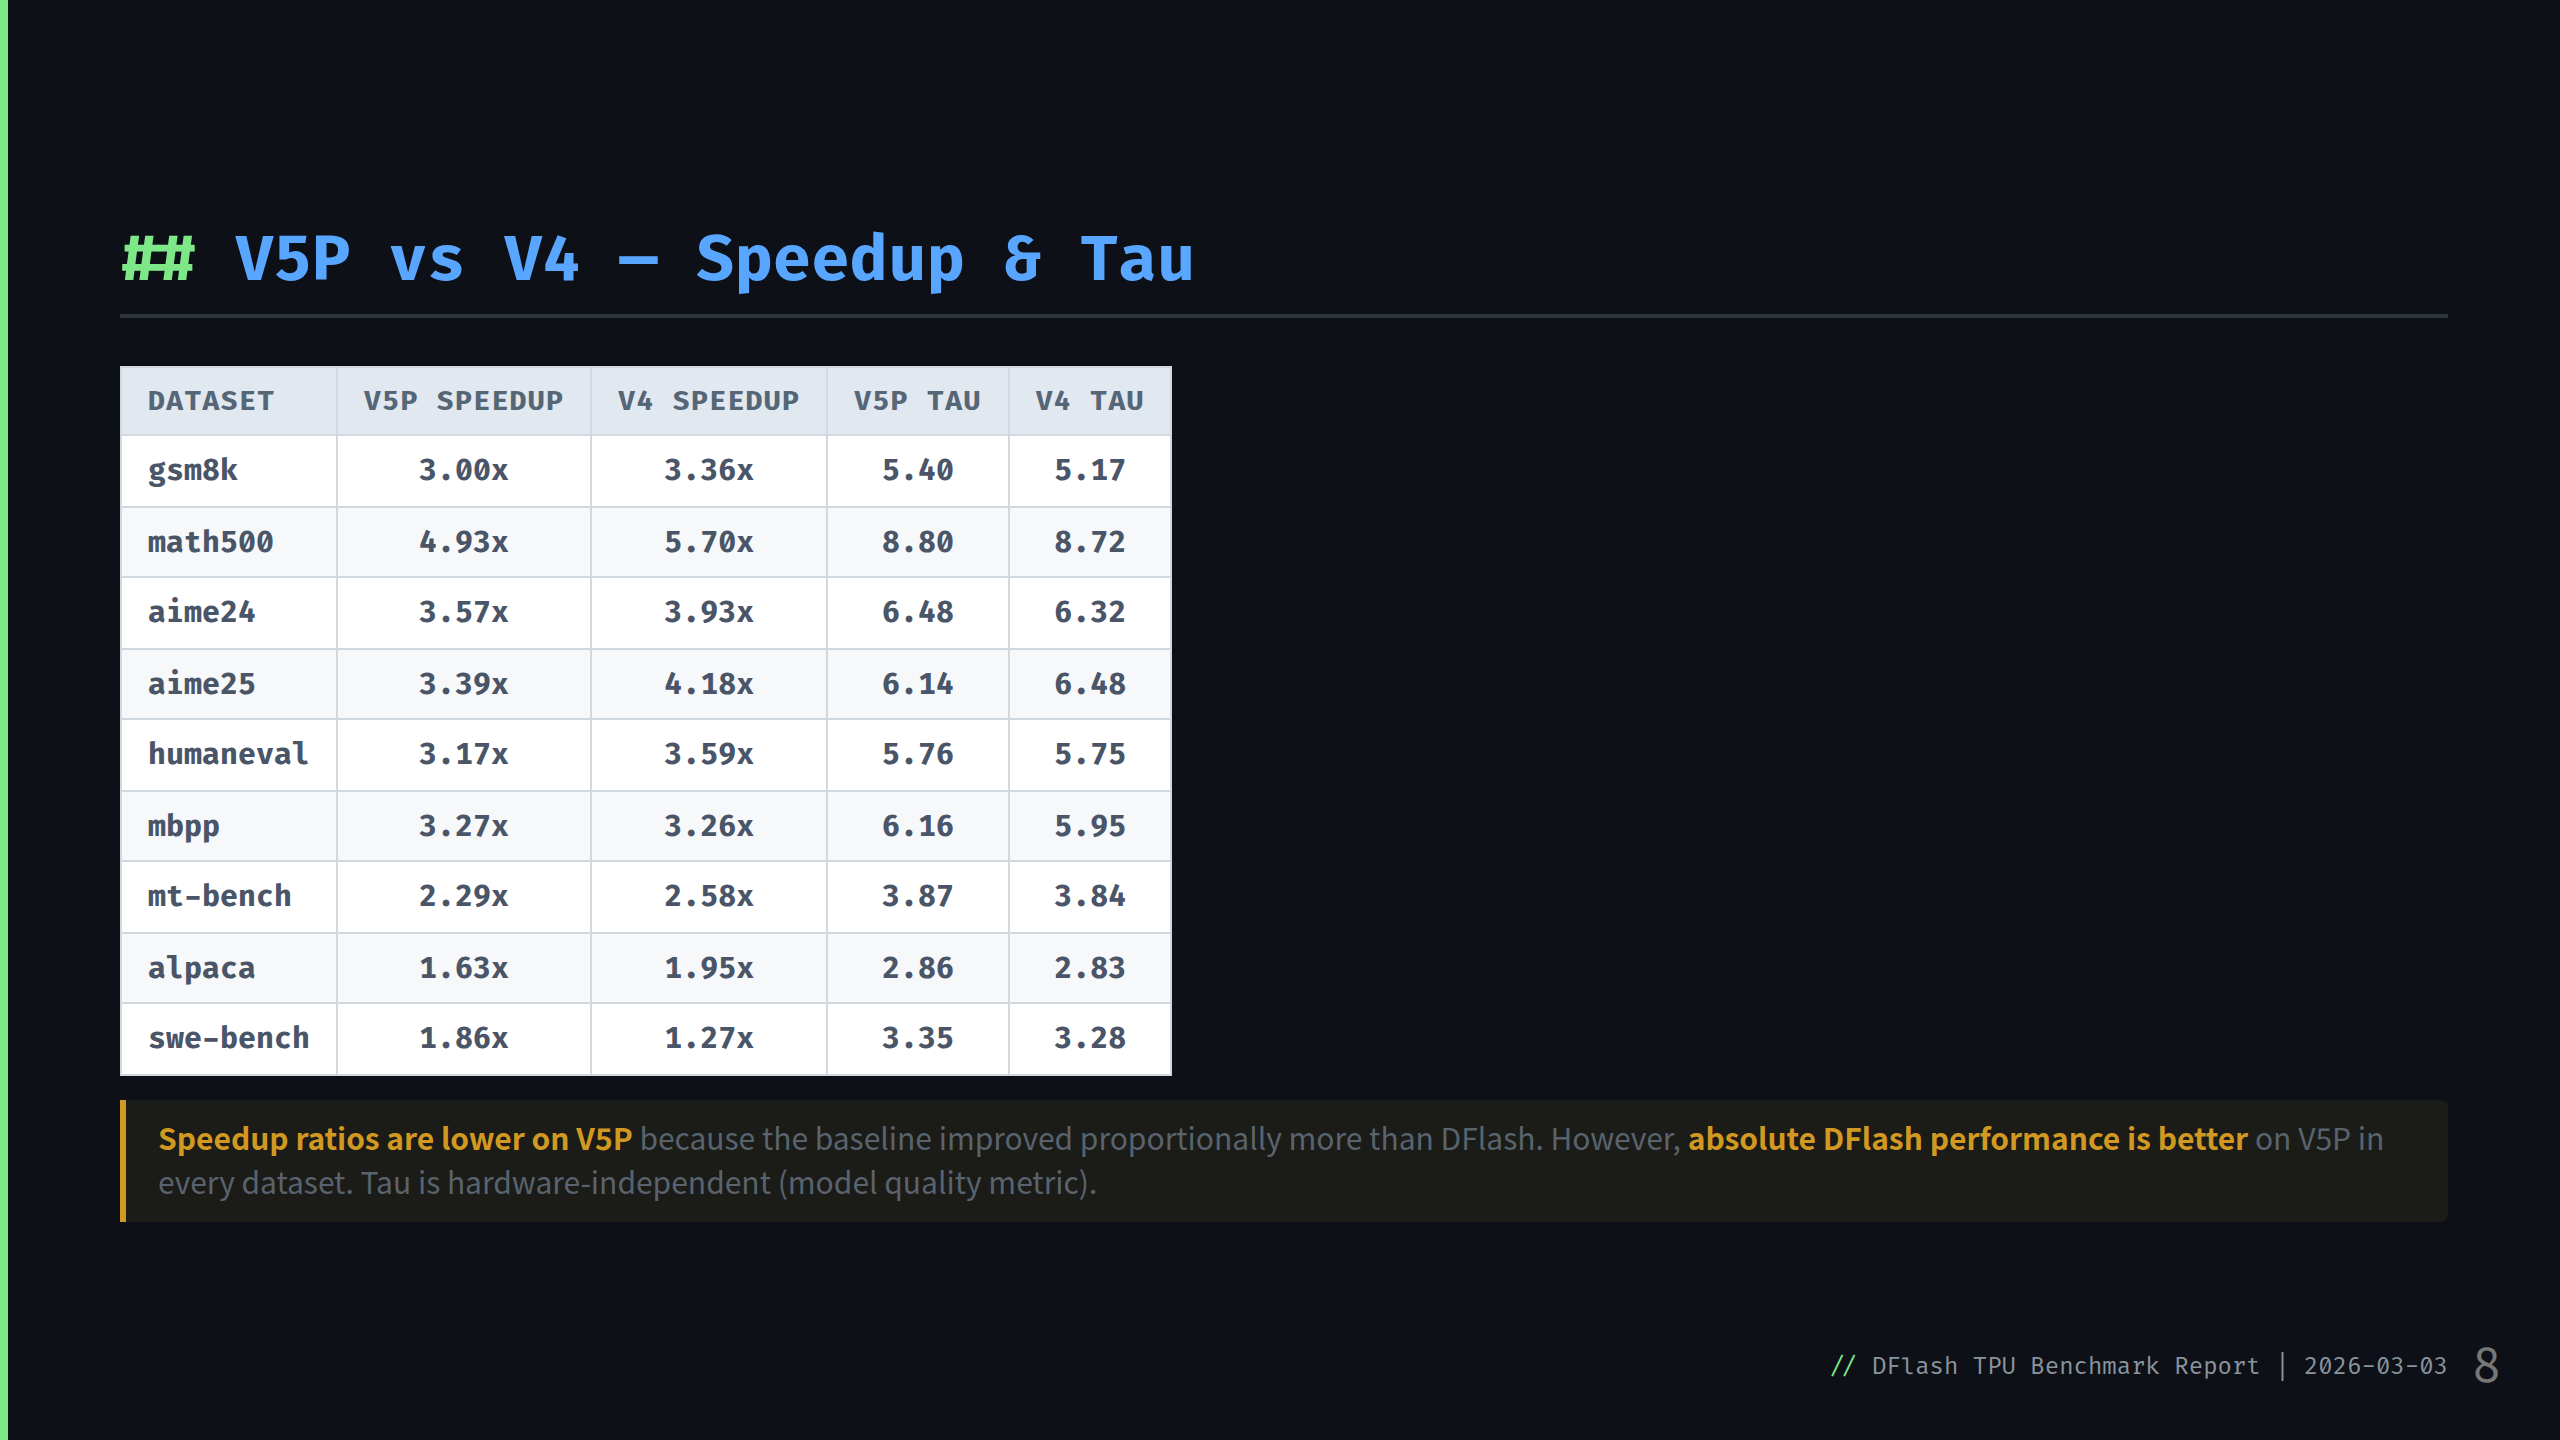 ## V5P vs V4 — Speedup & Tau
DATASET V5P SPEEDUP V4 SPEEDUP V5P TAU V4 TAU
gsm8k 3.00x 3.36x 5.40 5.17
math500 4.93x 5.70x 8.80 8.72
aime24 3.57x 3.93x 6.48 6.32
aime25 3.39x 4.18x 6.14 6.48
humaneval 3.17x 3.59x 5.76 5.75
mbpp 3.27x 3.26x 6.16 5.95
mt-bench 2.29x 2.58x 3.87 3.84
alpaca 1.63x 1.95x 2.86 2.83
swe-bench 1.86x 1.27x 3.35 3.28
Speedup ratios are lower on V5P because the baseline improved proportionally more than DFlash. However, absolute DFlash performance is better on V5P in
every dataset. Tau is hardware-independent (model quality metric).
// DFlash TPU Benchmark Report | 2026-03-03 8